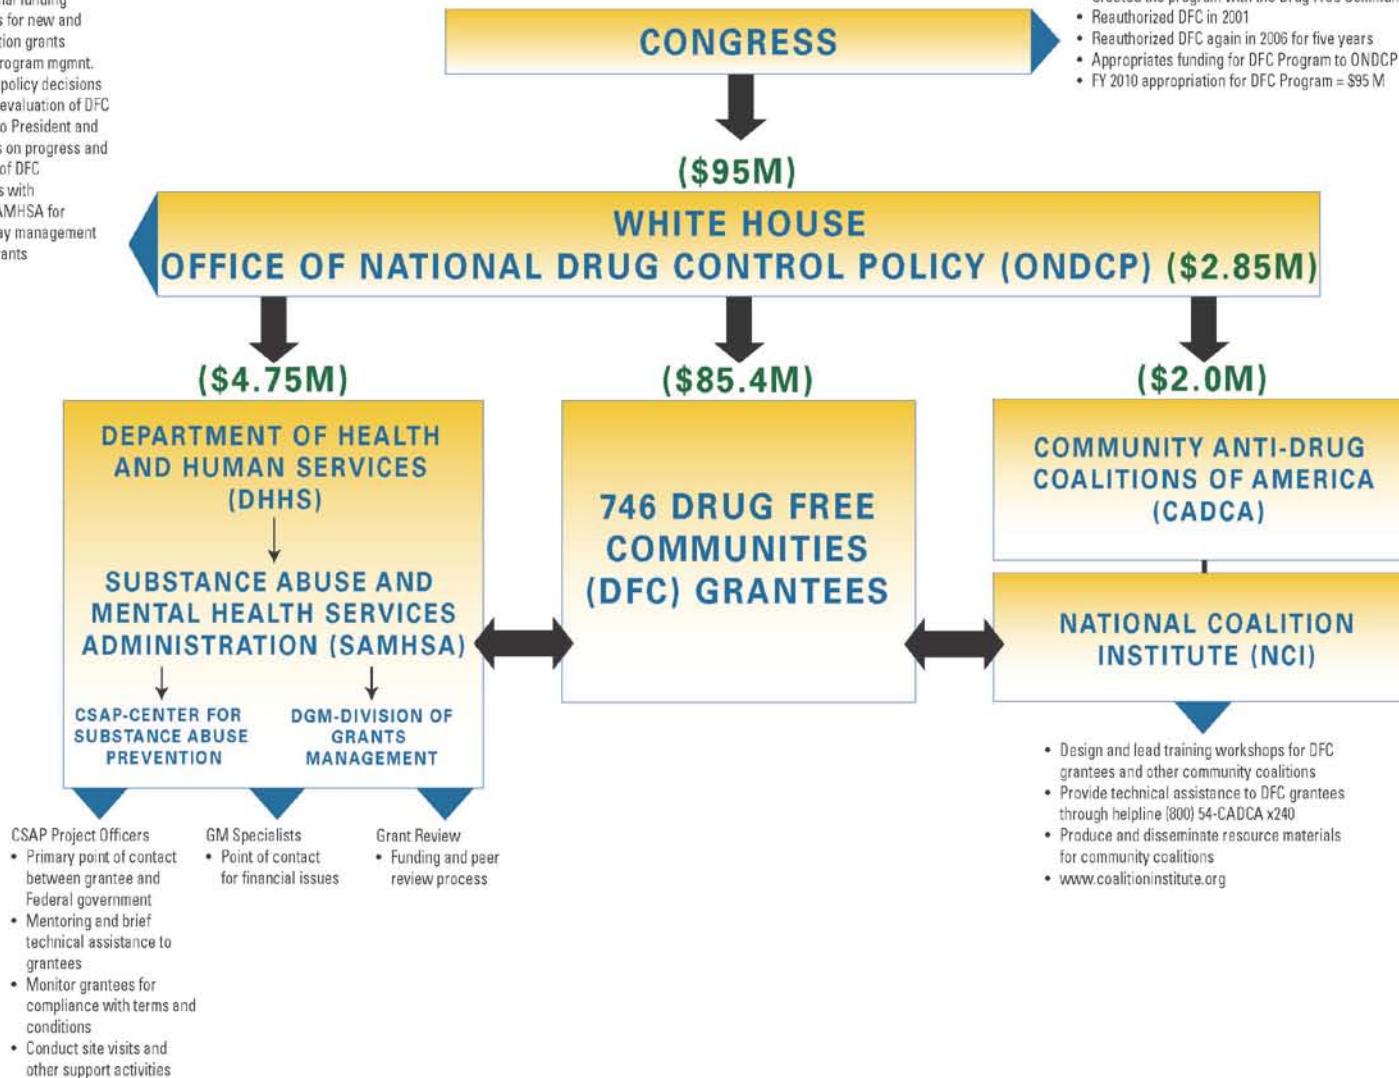 s for new and
tion grants
rogram mgmt.
policy decisions
evaluation of DFC
o President and
s on progress and
of DFC
s with
AMHSA for
ay management
rants
CONGRESS
• Reauthorized DFC in 2001
• Reauthorized DFC again in 2006 for five years
• Appropriates funding for DFC Program to ONDCP
• FY 2010 appropriation for DFC Program = $95 M
($95M)
WHITE HOUSE
OFFICE OF NATIONAL DRUG CONTROL POLICY (ONDCP) ($2.85M)
($4.75M)
DEPARTMENT OF HEALTH
AND HUMAN SERVICES
(DHHS)
SUBSTANCE ABUSE AND
MENTAL HEALTH SERVICES
ADMINISTRATION (SAMHSA)
CSAP-CENTER FOR
SUBSTANCE ABUSE
PREVENTION
DGM-DIVISION OF
GRANTS
MANAGEMENT
($85.4M)
746 DRUG FREE
COMMUNITIES
(DFC) GRANTEES
($2.0M)
COMMUNITY ANTI-DRUG
COALITIONS OF AMERICA
(CADCA)
NATIONAL COALITION
INSTITUTE (NCI)
CSAP Project Officers
• Primary point of contact
between grantee and
Federal government
• Mentoring and brief
technical assistance to
grantees
• Monitor grantees for
compliance with terms and
conditions
• Conduct site visits and
other support activities
GM Specialists
• Point of contact
for financial issues
Grant Review
• Funding and peer
review process
• Design and lead training workshops for DFC
grantees and other community coalitions
• Provide technical assistance to DFC grantees
through helpline (800) 54-CADCA x240
• Produce and disseminate resource materials
for community coalitions
• www.coalitioninstitute.org